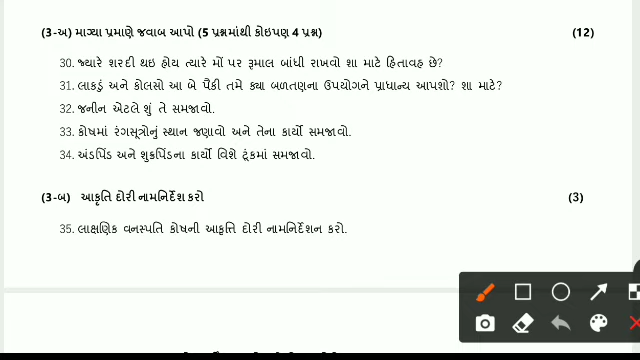 (3-અ) માગ્યા પ્રમાણે જવાબ આપો (5 પ્રશ્નમાંથી કોઇપણ 4 પ્રશ્ન) (12)
30. જ્યારે શરદી થઇ હોય ત્યારે મોં પર રૂમાલ બાંધી રાખવો શા માટે હિતાવહ છે?
31. લાકડું અને કોલસો આ બે પૈકી તમે ક્યા બળતણના ઉપયોગને પ્રાધાન્ય આપશો? શા માટે?
32. જનીન એટલે શું તે સમજાવો.
33. કોષમાં રંગસૂત્રોનું સ્થાન જણાવો અને તેના કાર્યો સમજાવો.
34. અંડપિંડ અને શુક્રપિંડના કાર્યો વિશે ટૂંકમાં સમજાવો.
(3-બ) આકૃતિ દોરી નામનિર્દેશ કરો (3)
35. લાક્ષણિક વનસ્પતિ કોષની આકૃત્તિ દોરી નામનિર્દેશન કરો.